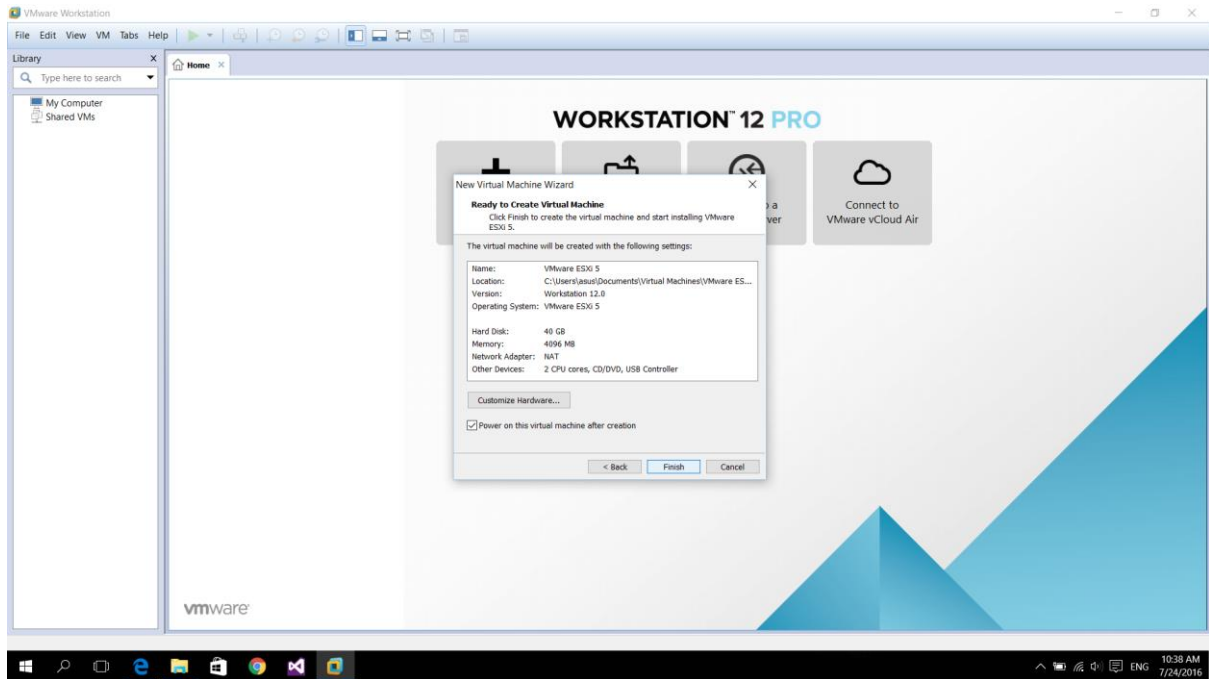 VMware Workstation
File Edit View VM Tabs Help
Library X
Type here to search
My Computer
Shared VMs
Home ×
WORKSTATION™ 12 PRO
Connect to
VMware vCloud Air
a
ver
New Virtual Machine Wizard
Ready to Create Virtual Machine
Click Finish to create the virtual machine and start installing VMware
ESXi 5.
The virtual machine will be created with the following settings:
Name: VMware ESXi 5
Location: C:\Users\asus\Documents\Virtual Machines\VMware ES...
Version: Workstation 12.0
Operating System: VMware ESXi 5
Hard Disk: 40 GB
Memory: 4096 MB
Network Adapter: NAT
Other Devices: 2 CPU cores, CD/DVD, USB Controller
Customize Hardware...
Power on this virtual machine after creation
< Back Finish Cancel
vmware
ENG 10:38 AM
7/24/2016